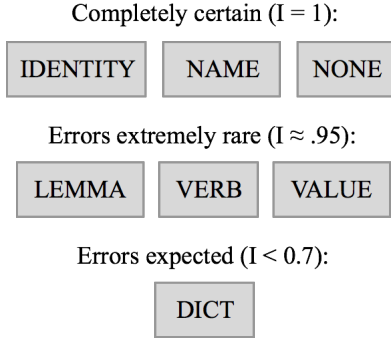 Completely certain (I = 1):
IDENTITY NAME NONE
Errors extremely rare (I ≈ .95):
LEMMA VERB VALUE
Errors expected (I < 0.7):
DICT